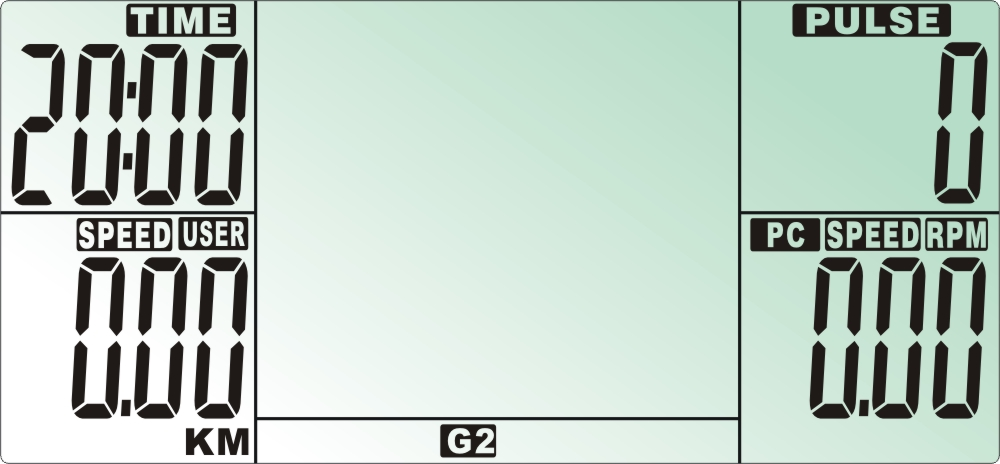 TIME
20:00
PULSE
0
SPEED USER
0.00
KM
PC SPEED RPM
0.00
G2